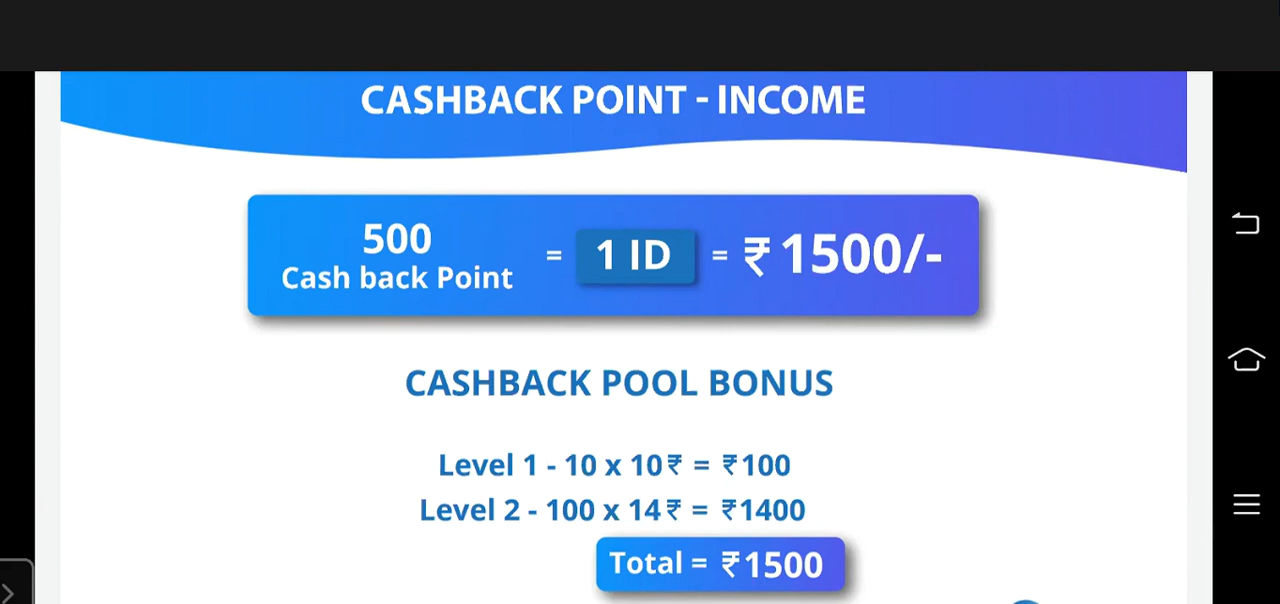 CASHBACK POINT - INCOME
500
Cash back Point
= 1 ID = ₹ 1500/-
CASHBACK POOL BONUS
Level 1 - 10 x 10₹ = ₹100
Level 2 - 100 x 14₹ = ₹1400
Total = ₹1500